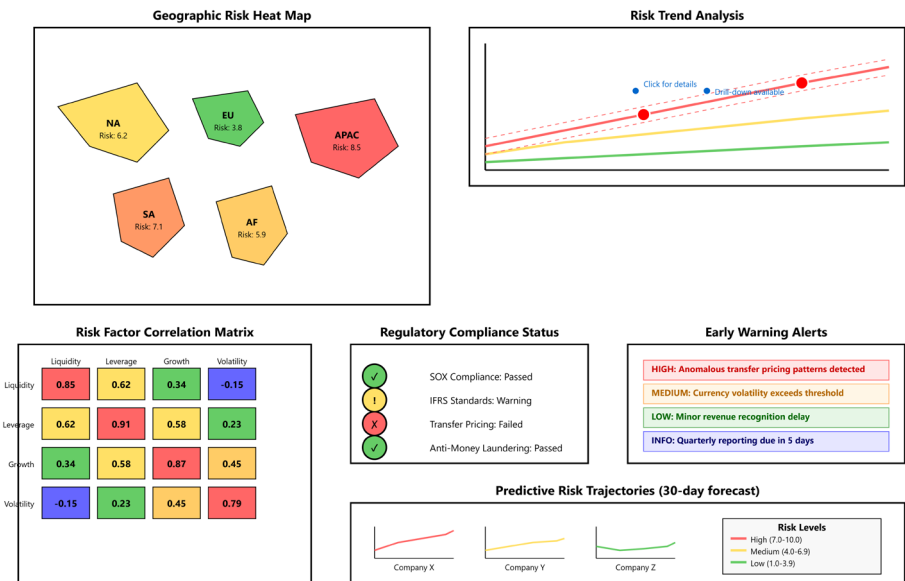 Geographic Risk Heat Map
NA
Risk: 6.2
EU
Risk: 3.8
APAC
Risk: 8.5
SA
Risk: 7.1
AF
Risk: 5.9
Risk Trend Analysis
Click for details
Drill-down available
Risk Factor Correlation Matrix
Liquidity Leverage Growth Volatility
Liquidity 0.85 0.62 0.34 -0.15
Leverage 0.62 0.91 0.58 0.23
Growth 0.34 0.58 0.87 0.45
Volatility -0.15 0.23 0.45 0.79
Regulatory Compliance Status
✓ SOX Compliance: Passed
! IFRS Standards: Warning
✗ Transfer Pricing: Failed
✓ Anti-Money Laundering: Passed
Early Warning Alerts
HIGH: Anomalous transfer pricing patterns detected
MEDIUM: Currency volatility exceeds threshold
LOW: Minor revenue recognition delay
INFO: Quarterly reporting due in 5 days
Predictive Risk Trajectories (30-day forecast)
Company X
Company Y
Company Z
Risk Levels
High (7.0-10.0)
Medium (4.0-6.9)
Low (1.0-3.9)